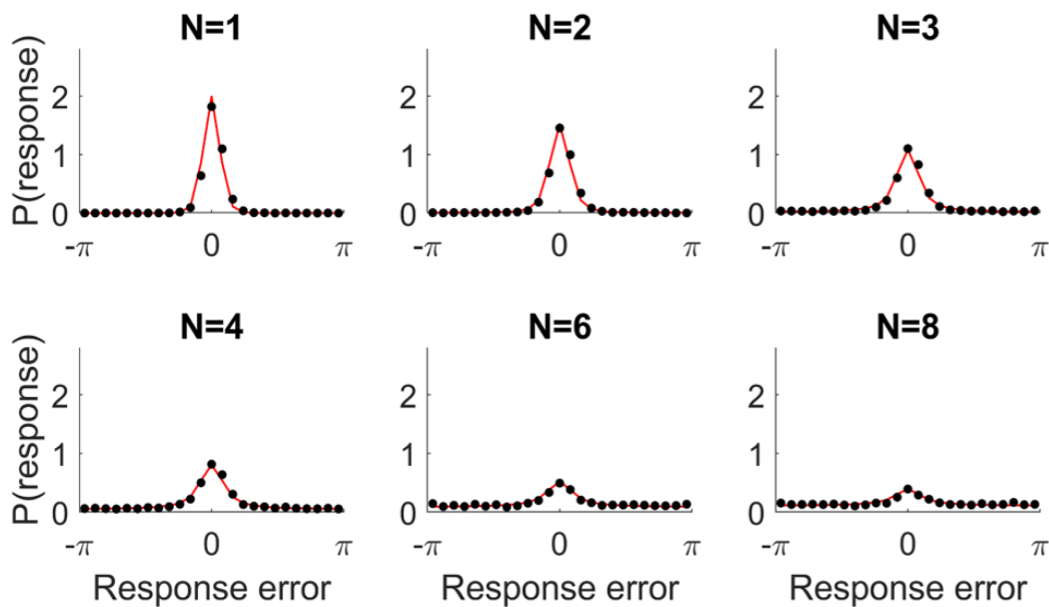 N=1 N=2 N=3
P(response)
2
1
0
-π 0 π
2
1
0
-π 0 π
2
1
0
-π 0 π
N=4 N=6 N=8
P(response)
2
1
0
-π 0 π
2
1
0
-π 0 π
2
1
0
-π 0 π
Response error Response error Response error